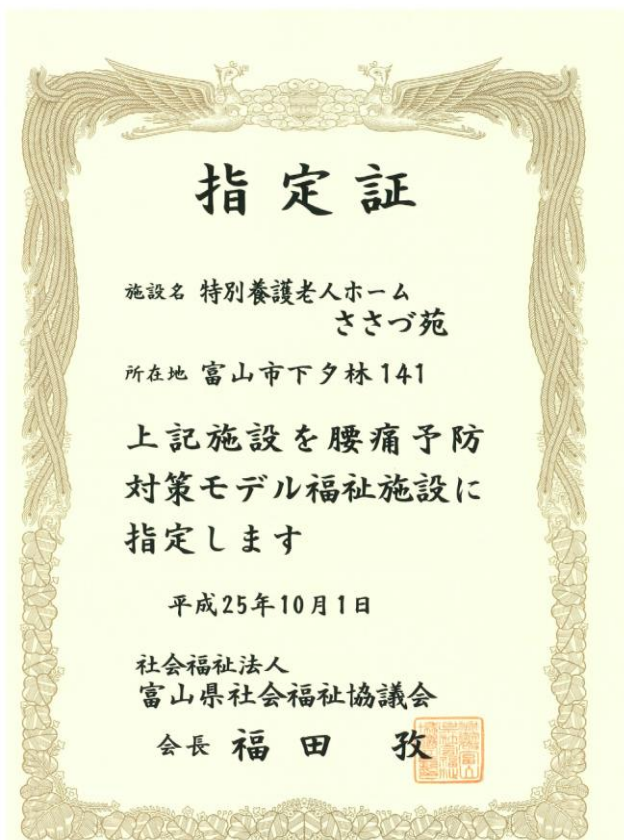 指定証
施設名 特別養護老人ホーム
ささづ苑
所在地 富山市下夕林141
上記施設を腰痛予防
対策モデル福祉施設に
指定します
平成25年10月1日
社会福祉法人
富山県社会福祉協議会
会長 福田 孜